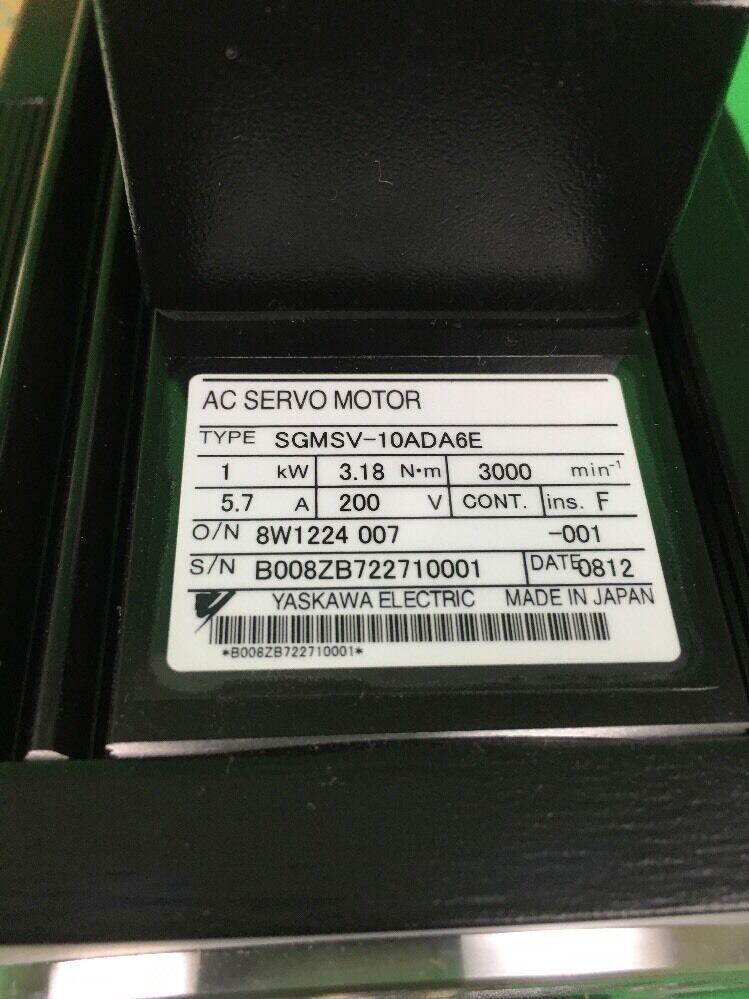 AC SERVO MOTOR
TYPE SGMSV-10ADA6E
1 kW 3.18 N·m 3000 min⁻¹
5.7 A 200 V CONT. ins. F
O/N 8W1224 007 -001
S/N B008ZB722710001 DATE 0812
YASKAWA ELECTRIC MADE IN JAPAN
*B008ZB722710001*